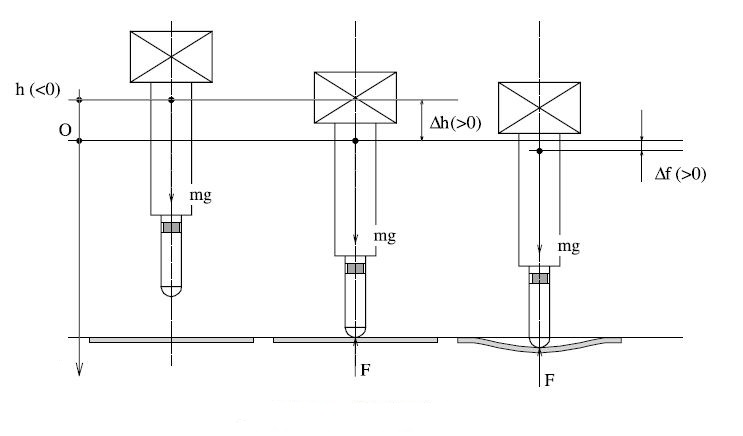 h (<0)
O
Δh(>0)
Δf (>0)
mg
mg
mg
F
F